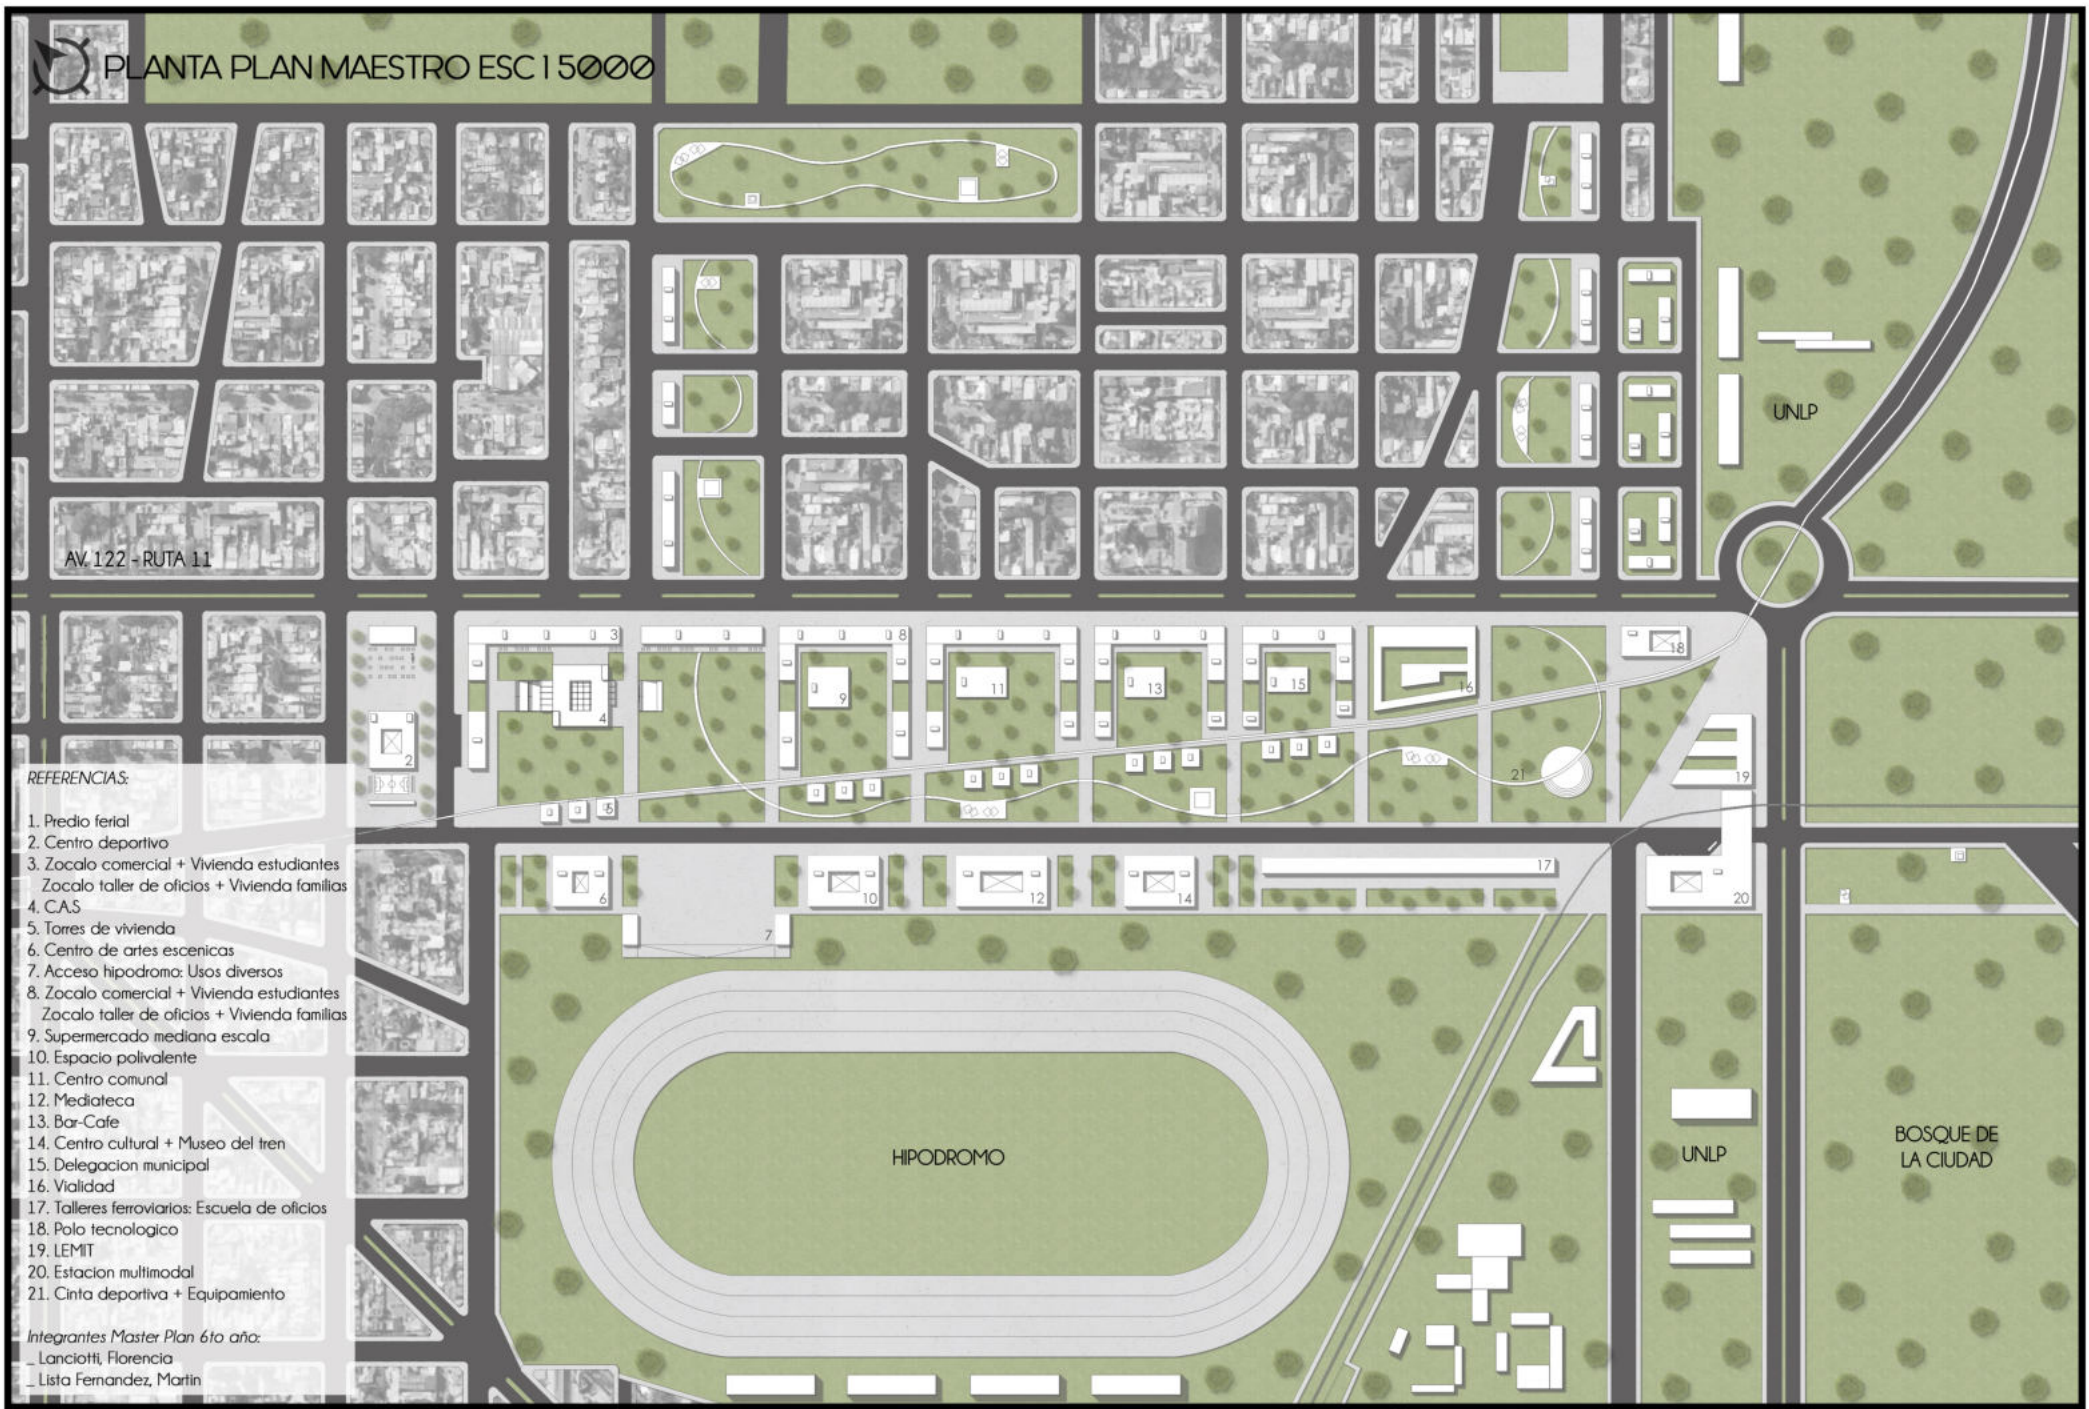 PLANTA PLAN MAESTRO ESC 1 5000
UNLP
AV. 122 - RUTA 11
3
8
18
9
11
13
15
16
4
2
21
19
5
17
6
10
12
14
20
7
HIPODROMO
UNLP
BOSQUE DE
LA CIUDAD
REFERENCIAS:
1. Predio ferial
2. Centro deportivo
3. Zocalo comercial + Vivienda estudiantes
Zocalo taller de oficios + Vivienda familias
4. C.A.S
5. Torres de vivienda
6. Centro de artes escenicas
7. Acceso hipodromo: Usos diversos
8. Zocalo comercial + Vivienda estudiantes
Zocalo taller de oficios + Vivienda familias
9. Supermercado mediana escala
10. Espacio polivalente
11. Centro comunal
12. Mediateca
13. Bar-Cafe
14. Centro cultural + Museo del tren
15. Delegacion municipal
16. Vialidad
17. Talleres ferroviarios: Escuela de oficios
18. Polo tecnologico
19. LEMIT
20. Estacion multimodal
21. Cinta deportiva + Equipamiento
Integrantes Master Plan 6to año:
_ Lanciotti, Florencia
_ Lista Fernandez, Martin